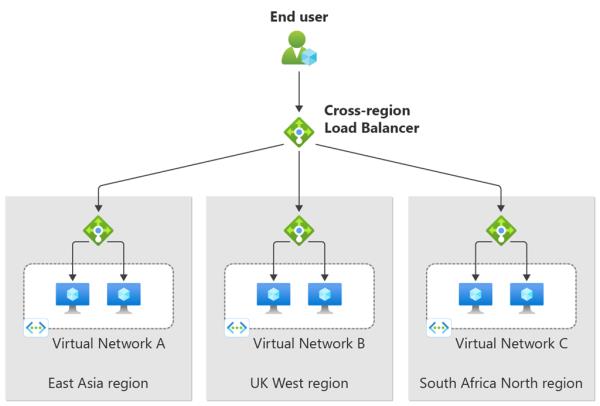 End user
Cross-region
Load Balancer
Virtual Network A
Virtual Network B
Virtual Network C
East Asia region
UK West region
South Africa North region